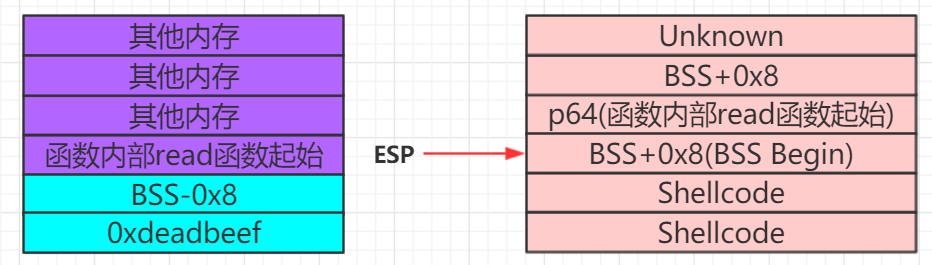 其他内存
其他内存
其他内存
函数内部read函数起始
BSS-0x8
0xdeadbeef
ESP
Unknown
BSS+0x8
p64(函数内部read函数起始)
BSS+0x8(BSS Begin)
Shellcode
Shellcode